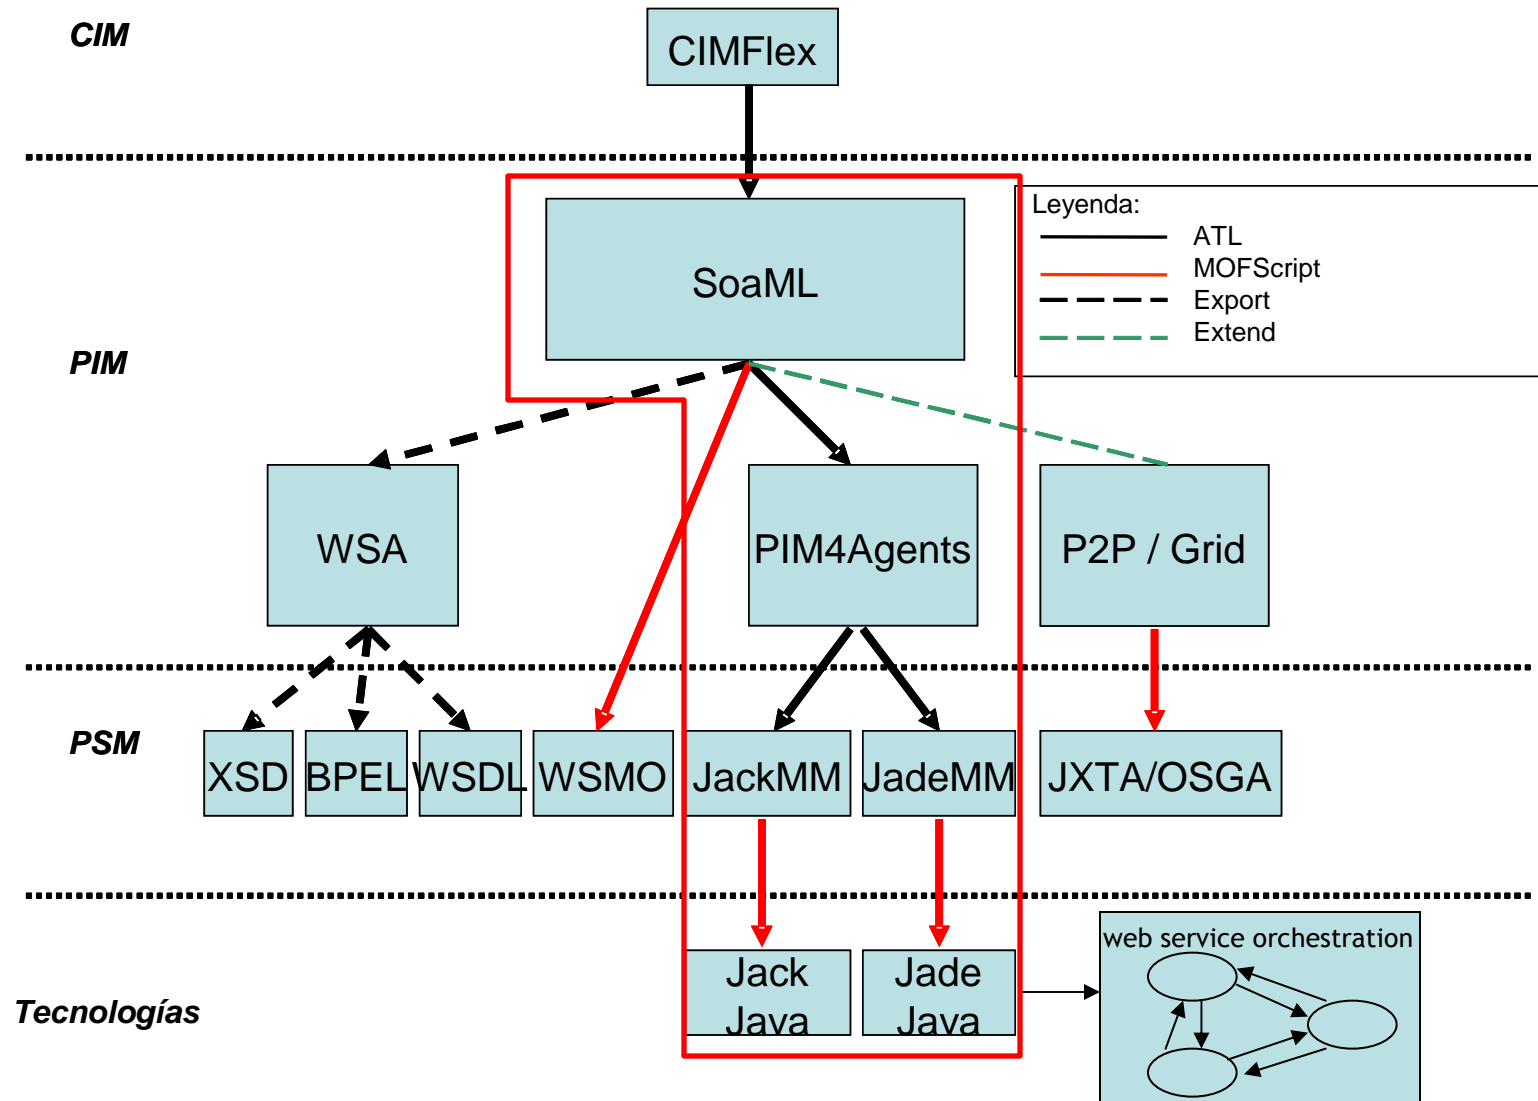 CIM
CIMFlex
Leyenda:
ATL
MOFScript
Export
Extend
SoaML
PIM
WSA
PIM4Agents
P2P / Grid
PSM
XSD
BPEL
WSDL
WSMO
JackMM
JadeMM
JXTA/OSGA
web service orchestration
Jack
Java
Jade
Java
Tecnologías